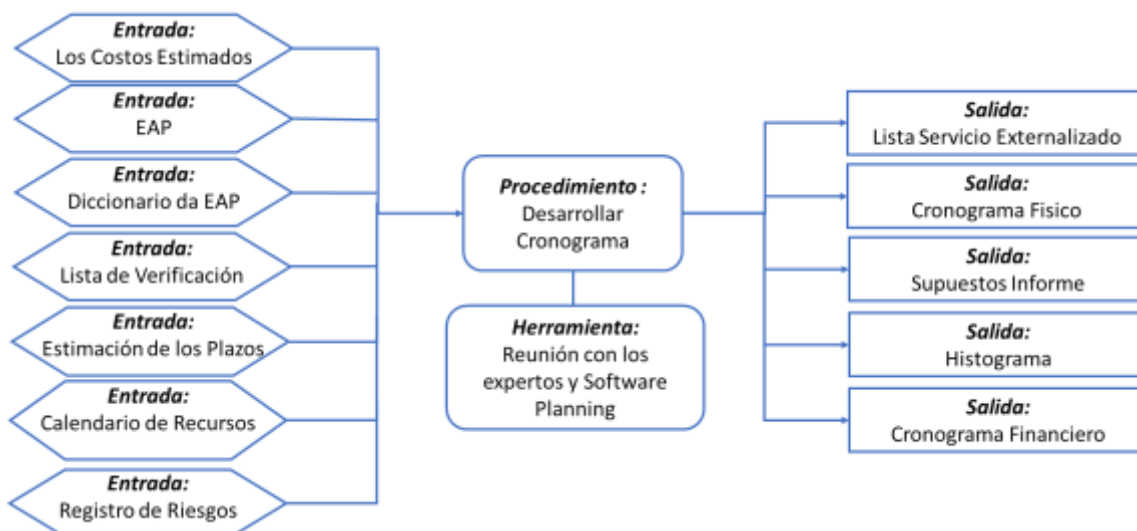 Entrada:
Los Costos Estimados
Entrada:
EAP
Entrada:
Diccionario da EAP
Entrada:
Lista de Verificación
Entrada:
Estimación de los Plazos
Entrada:
Calendario de Recursos
Entrada:
Registro de Riesgos
Procedimiento :
Desarrollar
Cronograma
Herramienta:
Reunión con los
expertos y Software
Planning
Salida:
Lista Servicio Externalizado
Salida:
Cronograma Fisico
Salida:
Supuestos Informe
Salida:
Histograma
Salida:
Cronograma Financiero